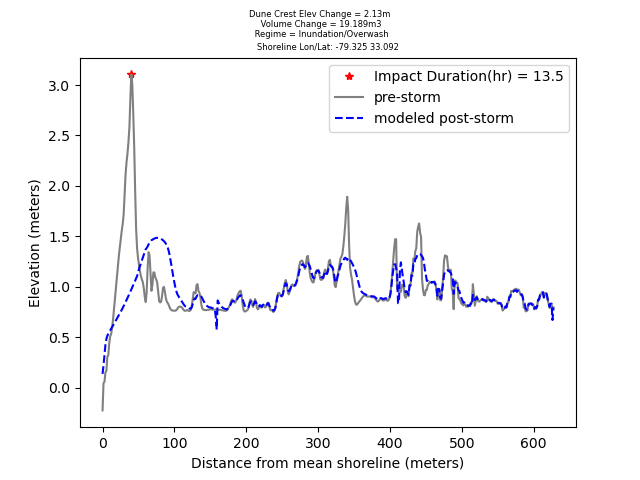 Dune Crest Elev Change = 2.13m
Volume Change = 19.189m3
Regime = Inundation/Overwash
Shoreline Lon/Lat: -79.325 33.092
Impact Duration(hr) = 13.5
pre-storm
modeled post-storm
3.0
2.5
2.0
1.5
1.0
0.5
0.0
Elevation (meters)
0 100 200 300 400 500 600
Distance from mean shoreline (meters)